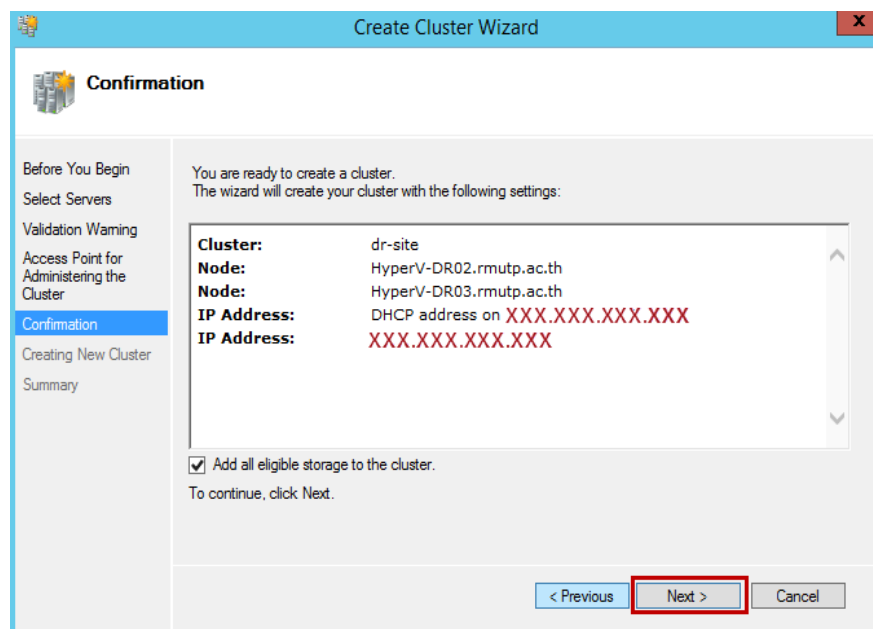 Create Cluster Wizard
x
Confirmation
Before You Begin
Select Servers
Validation Warning
Access Point for
Administering the
Cluster
Confirmation
Creating New Cluster
Summary
You are ready to create a cluster.
The wizard will create your cluster with the following settings:
Cluster: dr-site
Node: HyperV-DR02.rmutp.ac.th
Node: HyperV-DR03.rmutp.ac.th
IP Address: DHCP address on XXX.XXX.XXX.XXX
IP Address: XXX.XXX.XXX.XXX
Add all eligible storage to the cluster.
To continue, click Next.
< Previous
Next >
Cancel